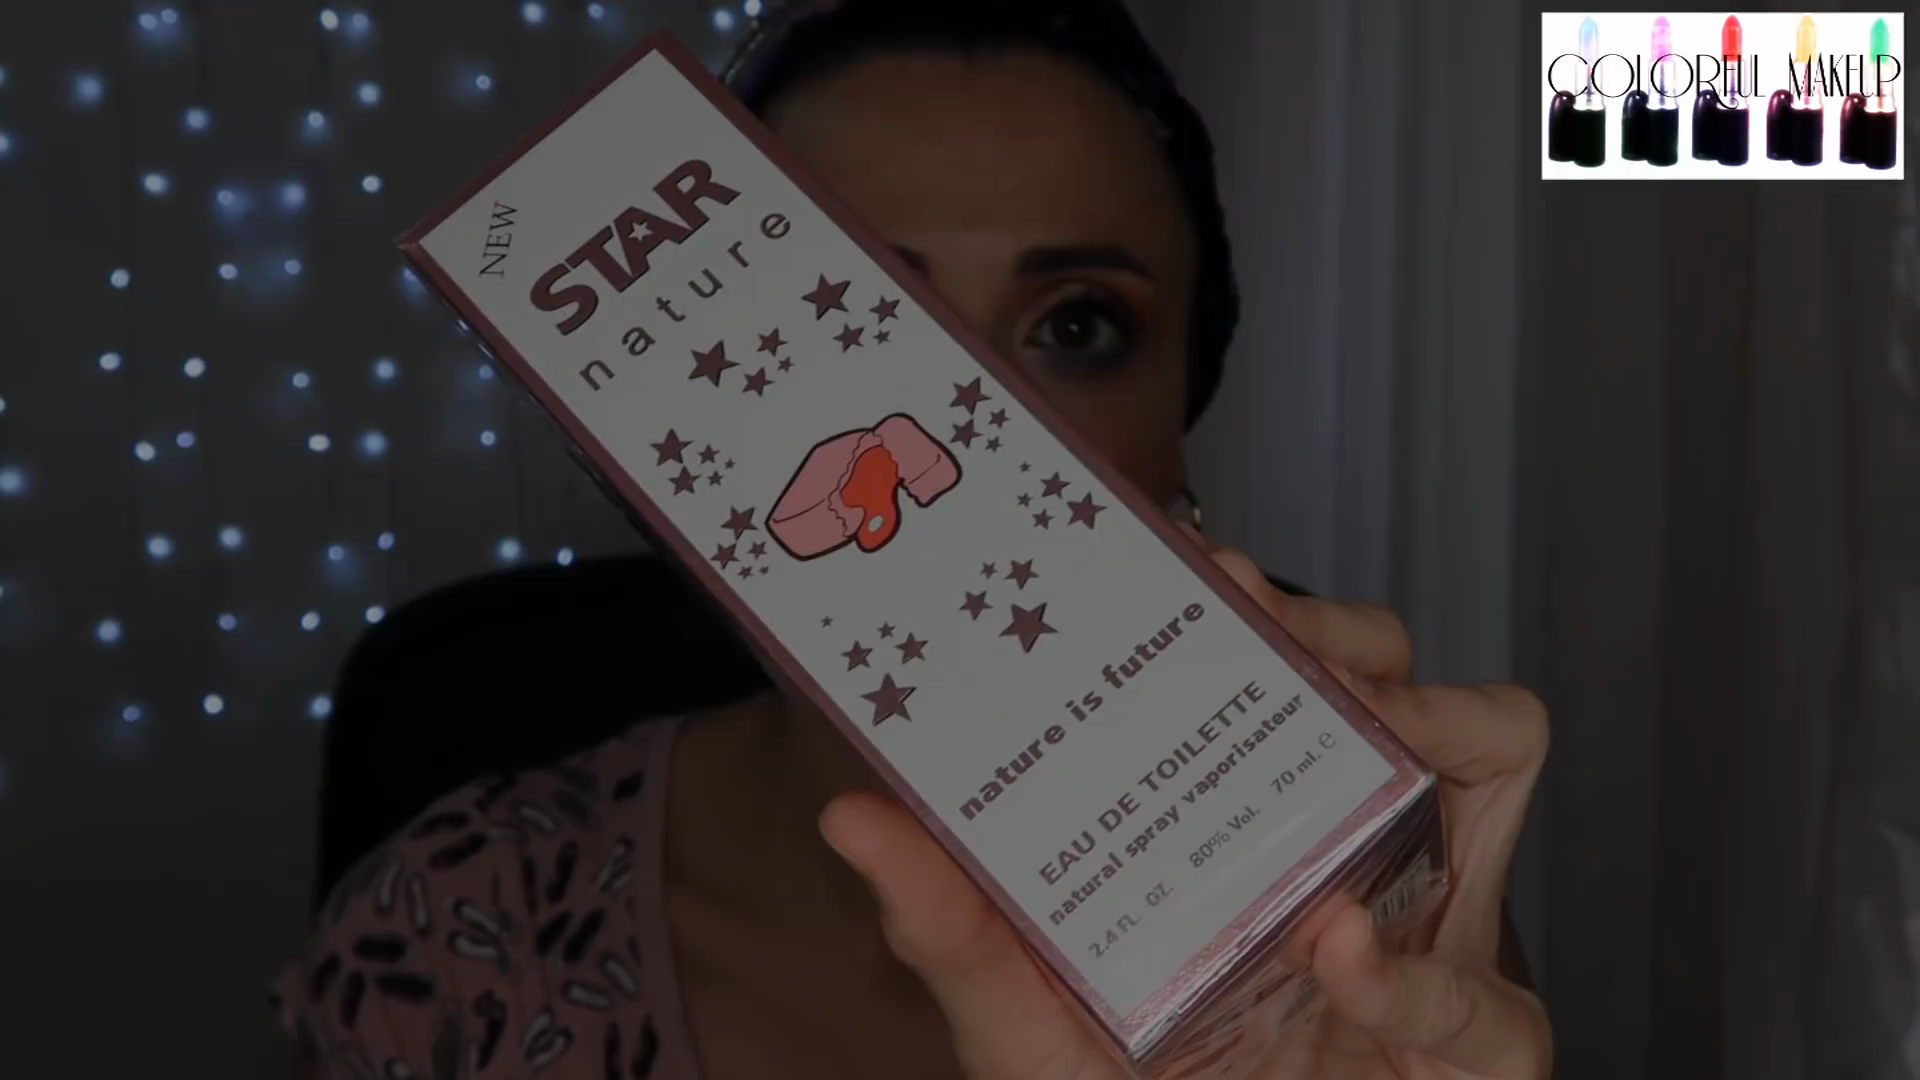 COLORFUL MAKEUP
NEW
STAR
nature
nature is future
EAU DE TOILETTE
natural spray vaporisateur
2.4 FL. OZ. 80% Vol. 70 ml. e